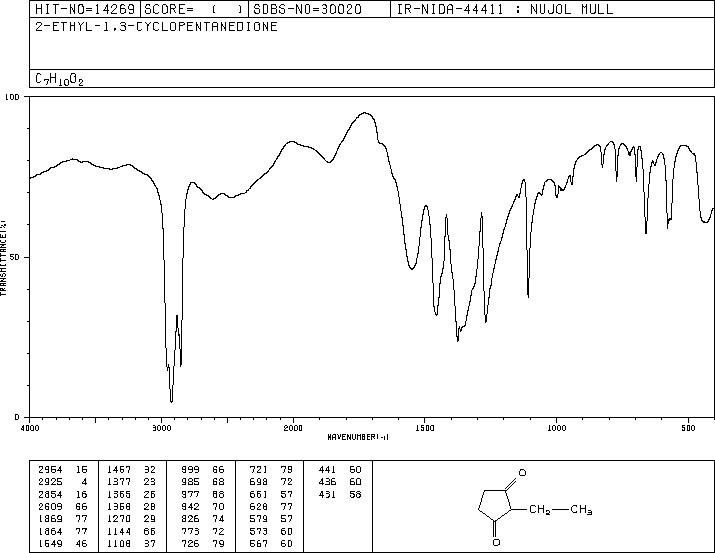 HIT-NO=14269 SCORE= ( ) SDBS-NO=30020 IR-NIDA-44411 : NUJOL MULL
2-ETHYL-1,3-CYCLOPENTANEDIONE
C7H10O2
100
50
0
TRANSMITTANCE(%)
4000 3000 2000 1500 1000 500
WAVENUMBER(-1)
2954 16 1457 32 999 66 721 79 441 60
2925 4 1377 23 985 68 698 72 436 60
2854 16 1365 26 977 68 661 57 431 58
2609 66 1358 28 942 70 628 77
1869 77 1270 29 826 74 579 57
1864 77 1144 66 773 72 573 60
1549 46 1108 37 726 79 567 60
O
CH2 CH3
O